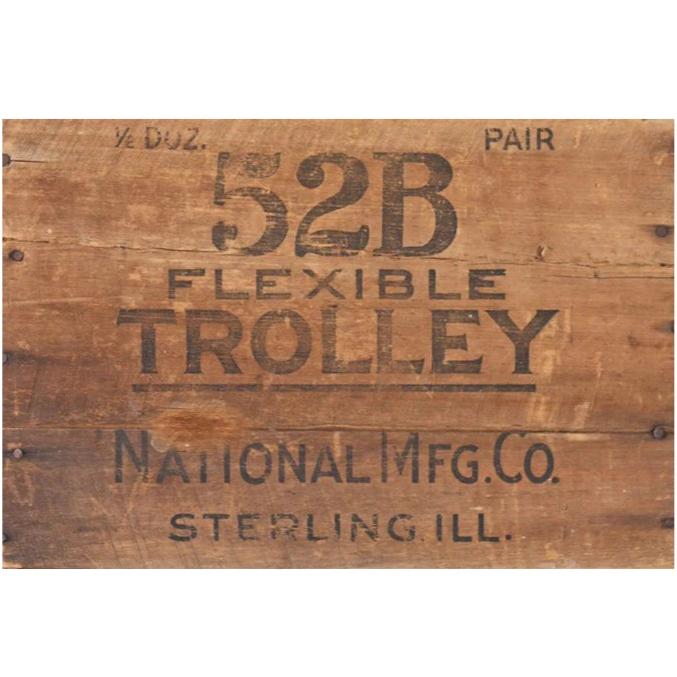 ½ DOZ. PAIR
52B
FLEXIBLE
TROLLEY
NATIONAL MFG. CO.
STERLING, ILL.